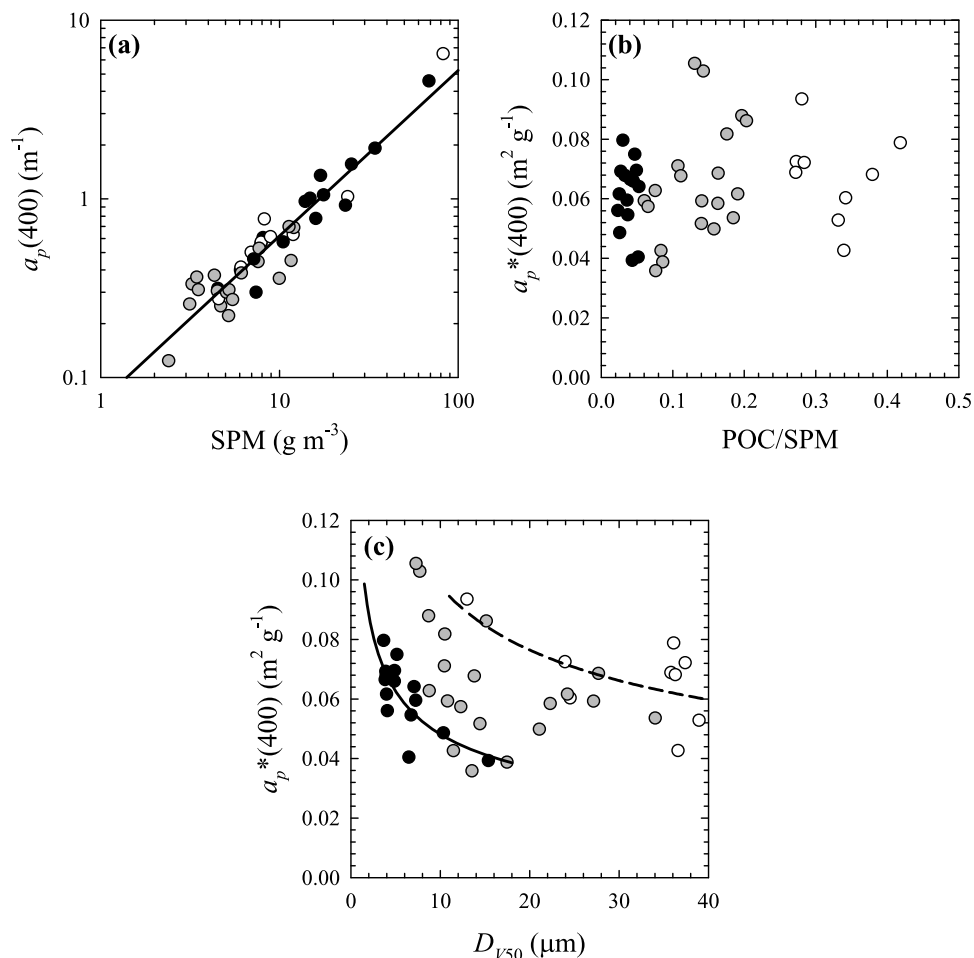 (a)
10
1
0.1
a_p(400) (m⁻¹)
1 10 100
SPM (g m⁻³)
(b)
0.12
0.10
0.08
0.06
0.04
0.02
0.00
a_p*(400) (m² g⁻¹)
0.0 0.1 0.2 0.3 0.4 0.5
POC/SPM
(c)
0.12
0.10
0.08
0.06
0.04
0.02
0.00
a_p*(400) (m² g⁻¹)
0 10 20 30 40
D_V50 (μm)